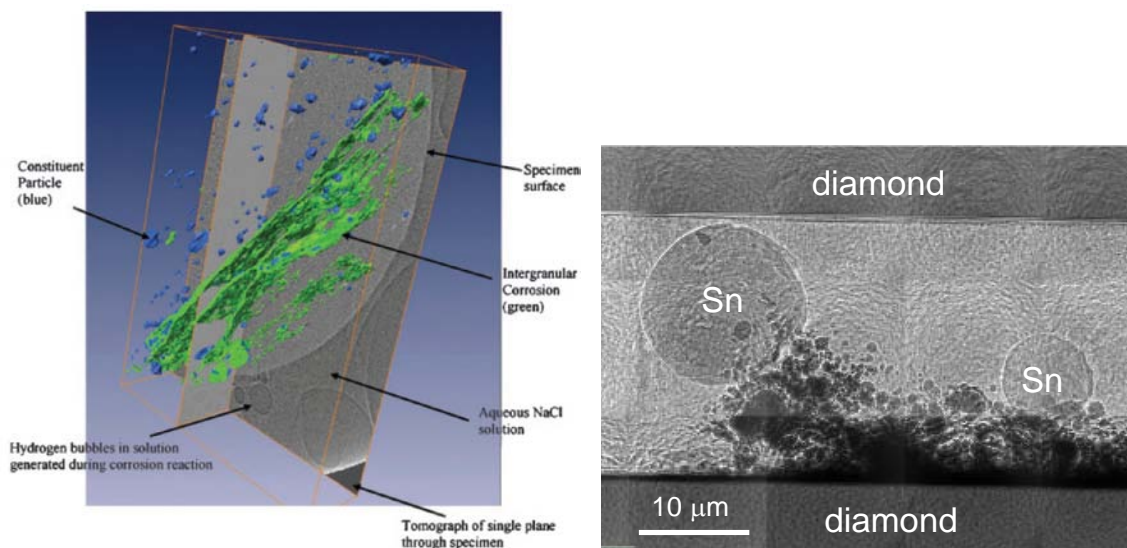 Constituent
Particle
(blue)
Specimen
surface
Intergranular
Corrosion
(green)
Aqueous NaCl
solution
Hydrogen bubbles in solution
generated during corrosion reaction
Tomograph of single plane
through specimen
diamond
Sn
Sn
10 μm
diamond